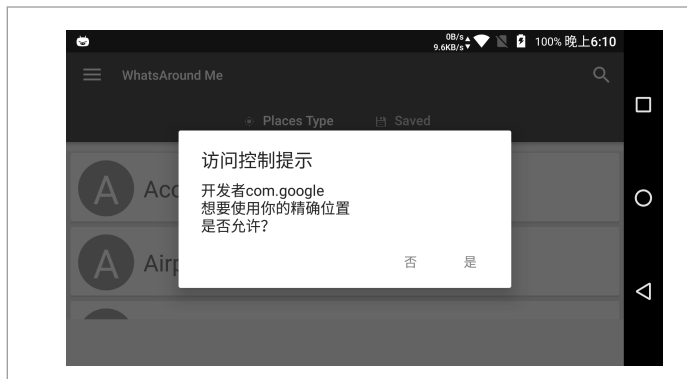 0B/s
9.6KB/s
100% 晚上6:10
WhatsAround Me
Places Type
Saved
A
Acc
A
Airp
访问控制提示
开发者com.google
想要使用你的精确位置
是否允许?
否
是